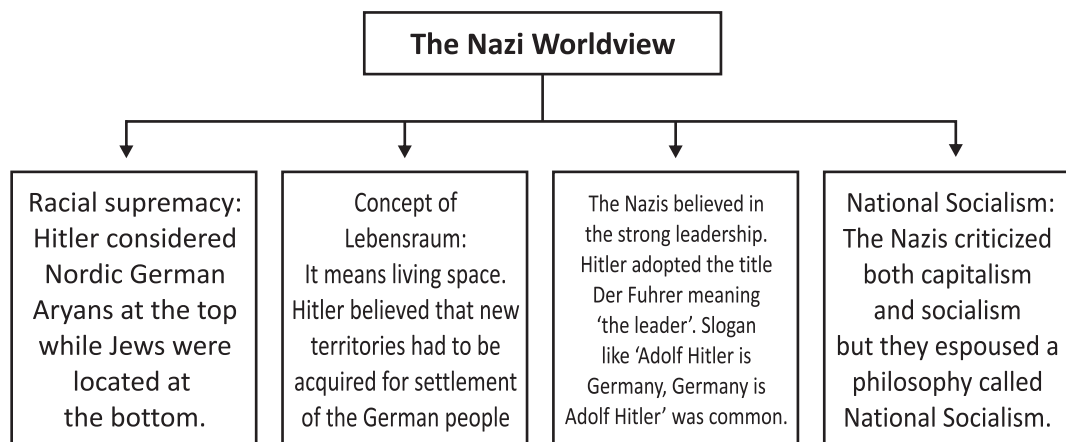 The Nazi Worldview
Racial supremacy:
Hitler considered
Nordic German
Aryans at the top
while Jews were
located at
the bottom.
Concept of
Lebensraum:
It means living space.
Hitler believed that new
territories had to be
acquired for settlement
of the German people
The Nazis believed in
the strong leadership.
Hitler adopted the title
Der Fuhrer meaning
‘the leader’. Slogan
like ‘Adolf Hitler is
Germany, Germany is
Adolf Hitler’ was common.
National Socialism:
The Nazis criticized
both capitalism
and socialism
but they espoused a
philosophy called
National Socialism.